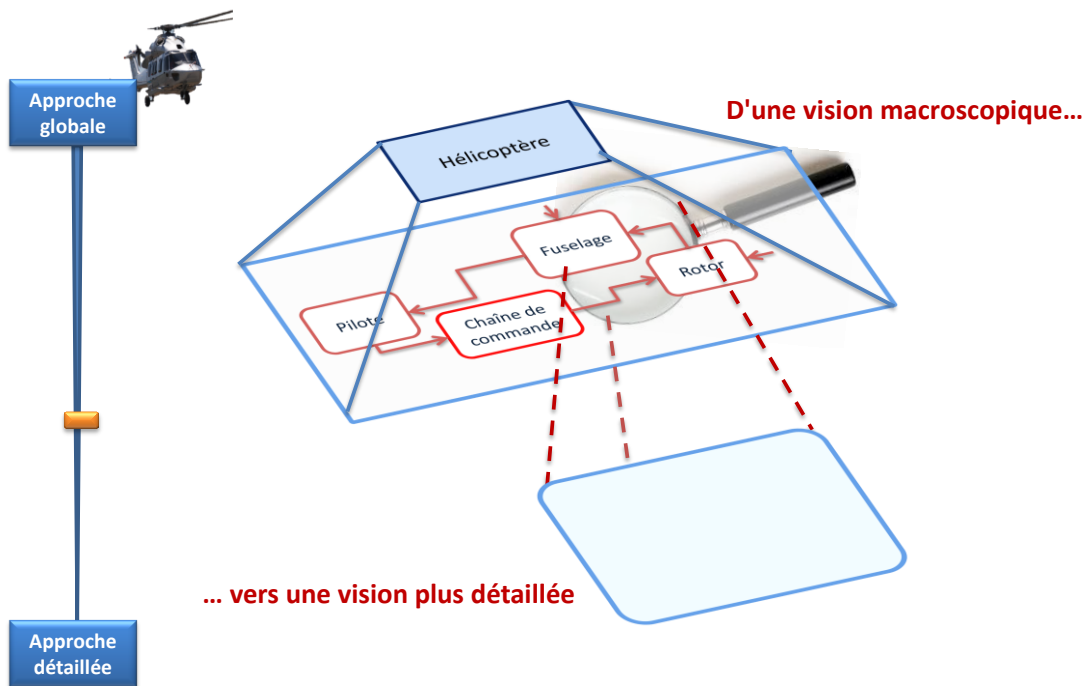 Approche
globale
D'une vision macroscopique…
Hélicoptère
Fuselage
Rotor
Pilote
Chaîne de
commande
… vers une vision plus détaillée
Approche
détaillée